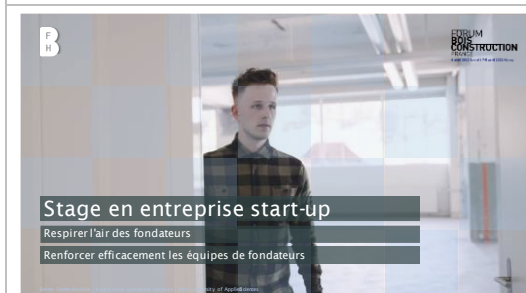 F
B
H
FORUM
BOIS
CONSTRUCTION
FRANCE
Stage en entreprise start-up
Respirer l'air des fondateurs
Renforcer efficacement les équipes de fondateurs